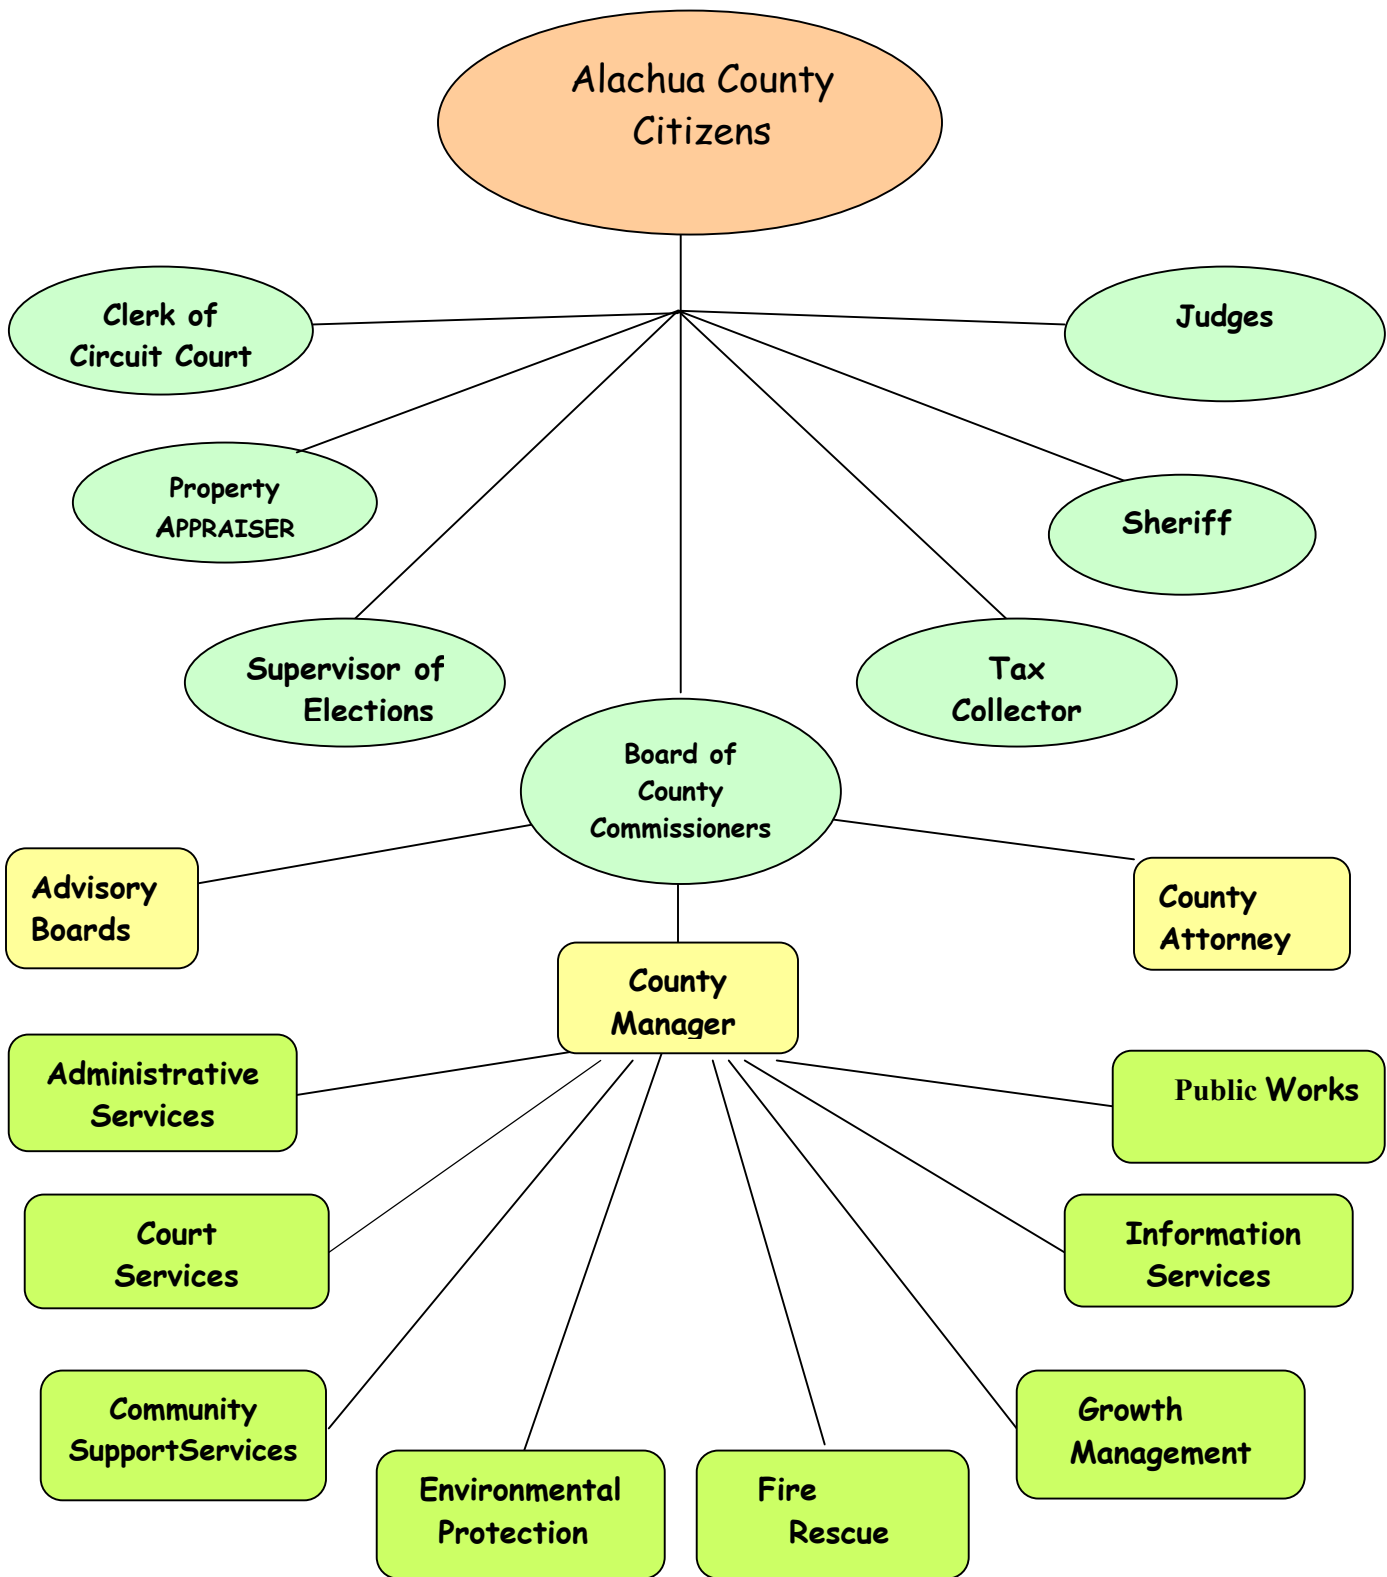 Alachua County
Citizens
Clerk of
Circuit Court
Judges
Property
APPRAISER
Sheriff
Supervisor of
Elections
Tax
Collector
Board of
County
Commissioners
Advisory
Boards
County
Attorney
County
Manager
Administrative
Services
Public Works
Court
Services
Information
Services
Community
SupportServices
Growth
Management
Environmental
Protection
Fire
Rescue